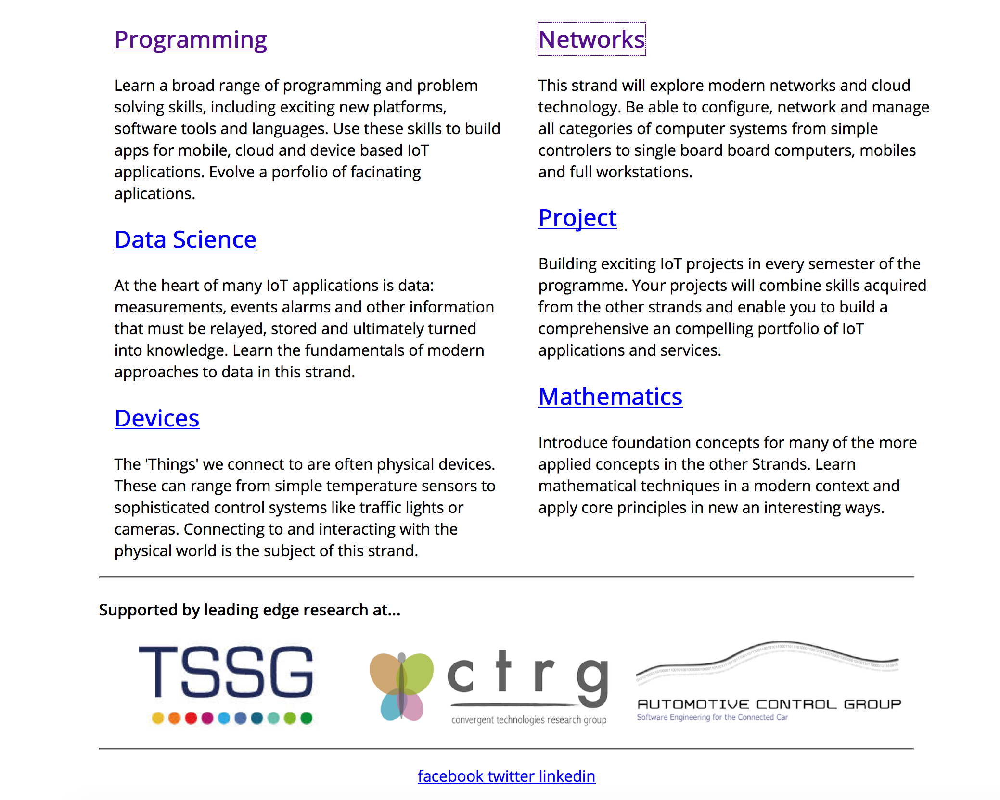 Programming
Learn a broad range of programming and problem
solving skills, including exciting new platforms,
software tools and languages. Use these skills to build
apps for mobile, cloud and device based IoT
applications. Evolve a porfolio of facinating
aplications.
Data Science
At the heart of many IoT applications is data:
measurements, events alarms and other information
that must be relayed, stored and ultimately turned
into knowledge. Learn the fundamentals of modern
approaches to data in this strand.
Devices
The 'Things' we connect to are often physical devices.
These can range from simple temperature sensors to
sophisticated control systems like traffic lights or
cameras. Connecting to and interacting with the
physical world is the subject of this strand.
Networks
This strand will explore modern networks and cloud
technology. Be able to configure, network and manage
all categories of computer systems from simple
controlers to single board board computers, mobiles
and full workstations.
Project
Building exciting IoT projects in every semester of the
programme. Your projects will combine skills acquired
from the other strands and enable you to build a
comprehensive an compelling portfolio of IoT
applications and services.
Mathematics
Introduce foundation concepts for many of the more
applied concepts in the other Strands. Learn
mathematical techniques in a modern context and
apply core principles in new an interesting ways.
Supported by leading edge research at...
TSSG
ctrg
convergent technologies research group
AUTOMOTIVE CONTROL GROUP
Software Engineering for the Connected Car
facebook twitter linkedin